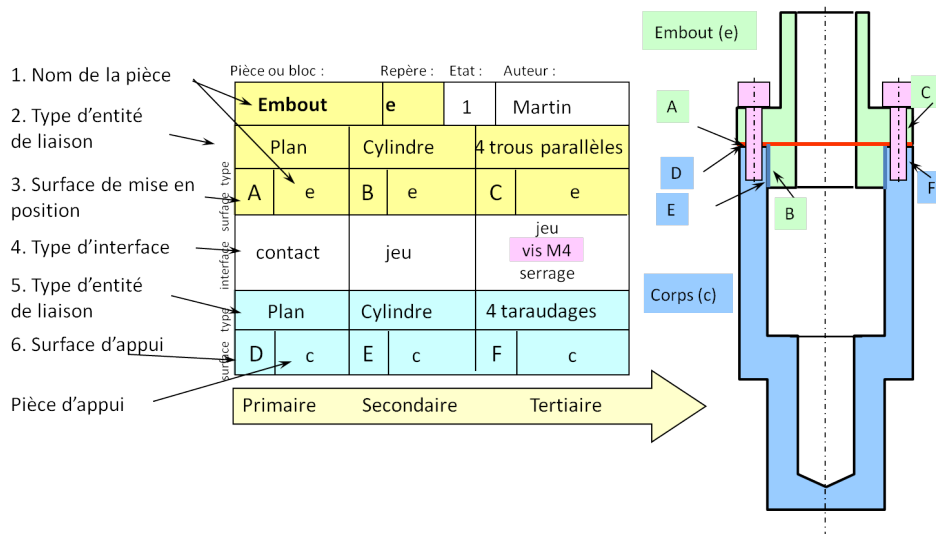 1. Nom de la pièce
2. Type d'entité
de liaison
3. Surface de mise en
position
4. Type d'interface
5. Type d'entité
de liaison
6. Surface d'appui
Pièce d'appui
Pièce ou bloc : Repère : Etat : Auteur :
Embout e 1 Martin
Plan Cylindre 4 trous parallèles
A e B e C e
contact jeu jeu
vis M4
serrage
Plan Cylindre 4 taraudages
D c E c F c
surface type
interface
surface type
Primaire Secondaire Tertiaire
Embout (e)
A
C
D
E
B
F
Corps (c)